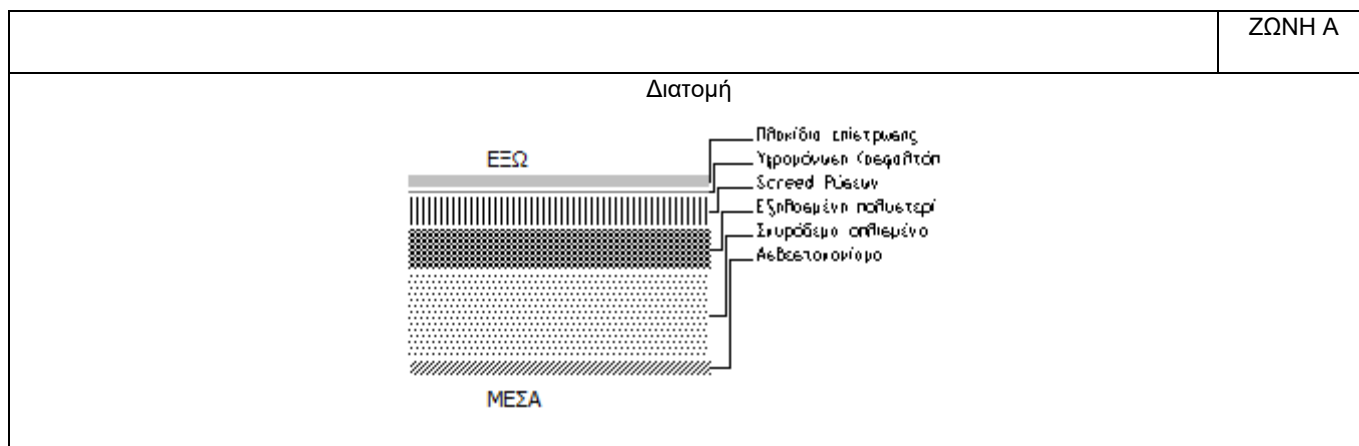 ΖΩΝΗ Α
Διατομή
ΕΞΩ
Πλακίδια επίστρωσης
Υγρομόνωση (ασφαλτόπ
Screed Ρύσεων
Εξηλασμένη πολυστερί
Σκυρόδεμα οπλισμένο
Ασβεστοκονίαμα
ΜΕΣΑ